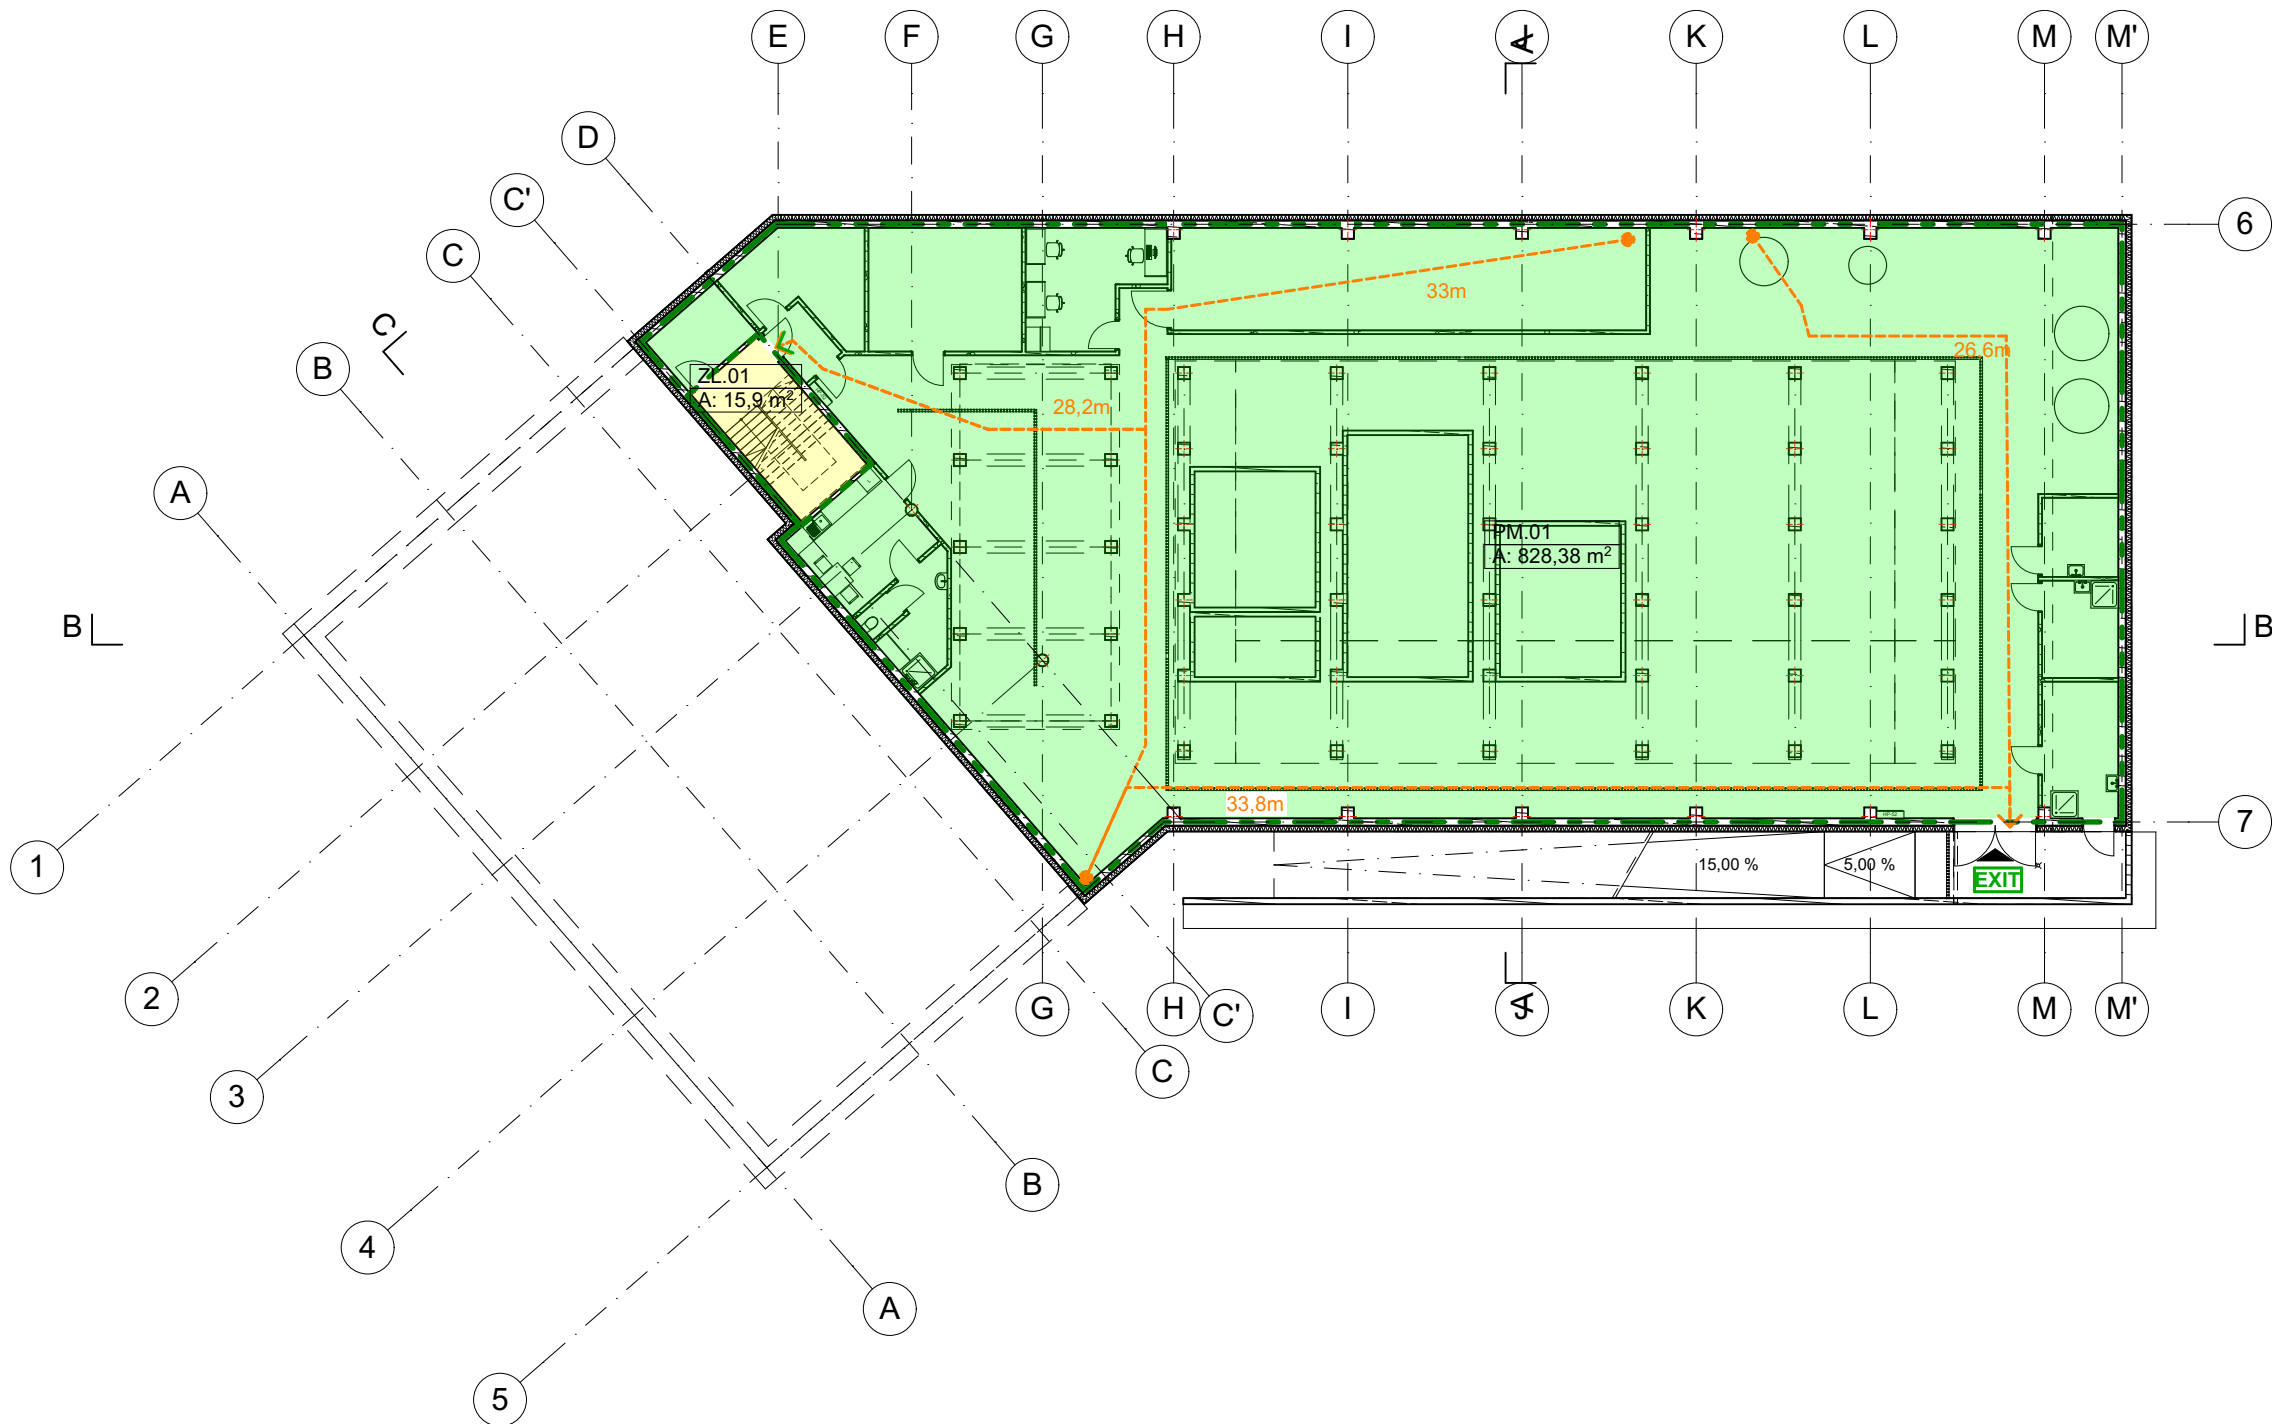 E
F
G
H
I
J
A
K
L
M
M'
D
C'
C
B
A
C
6
33m
26,6m
ZL.01
A: 15,9 m²
28,2m
PM.01
A: 828,38 m²
B
B
33,8m
7
15,00 %
5,00 %
EXIT
1
2
3
4
5
G
H
C'
I
J
A
K
L
M
M'
C
B
A